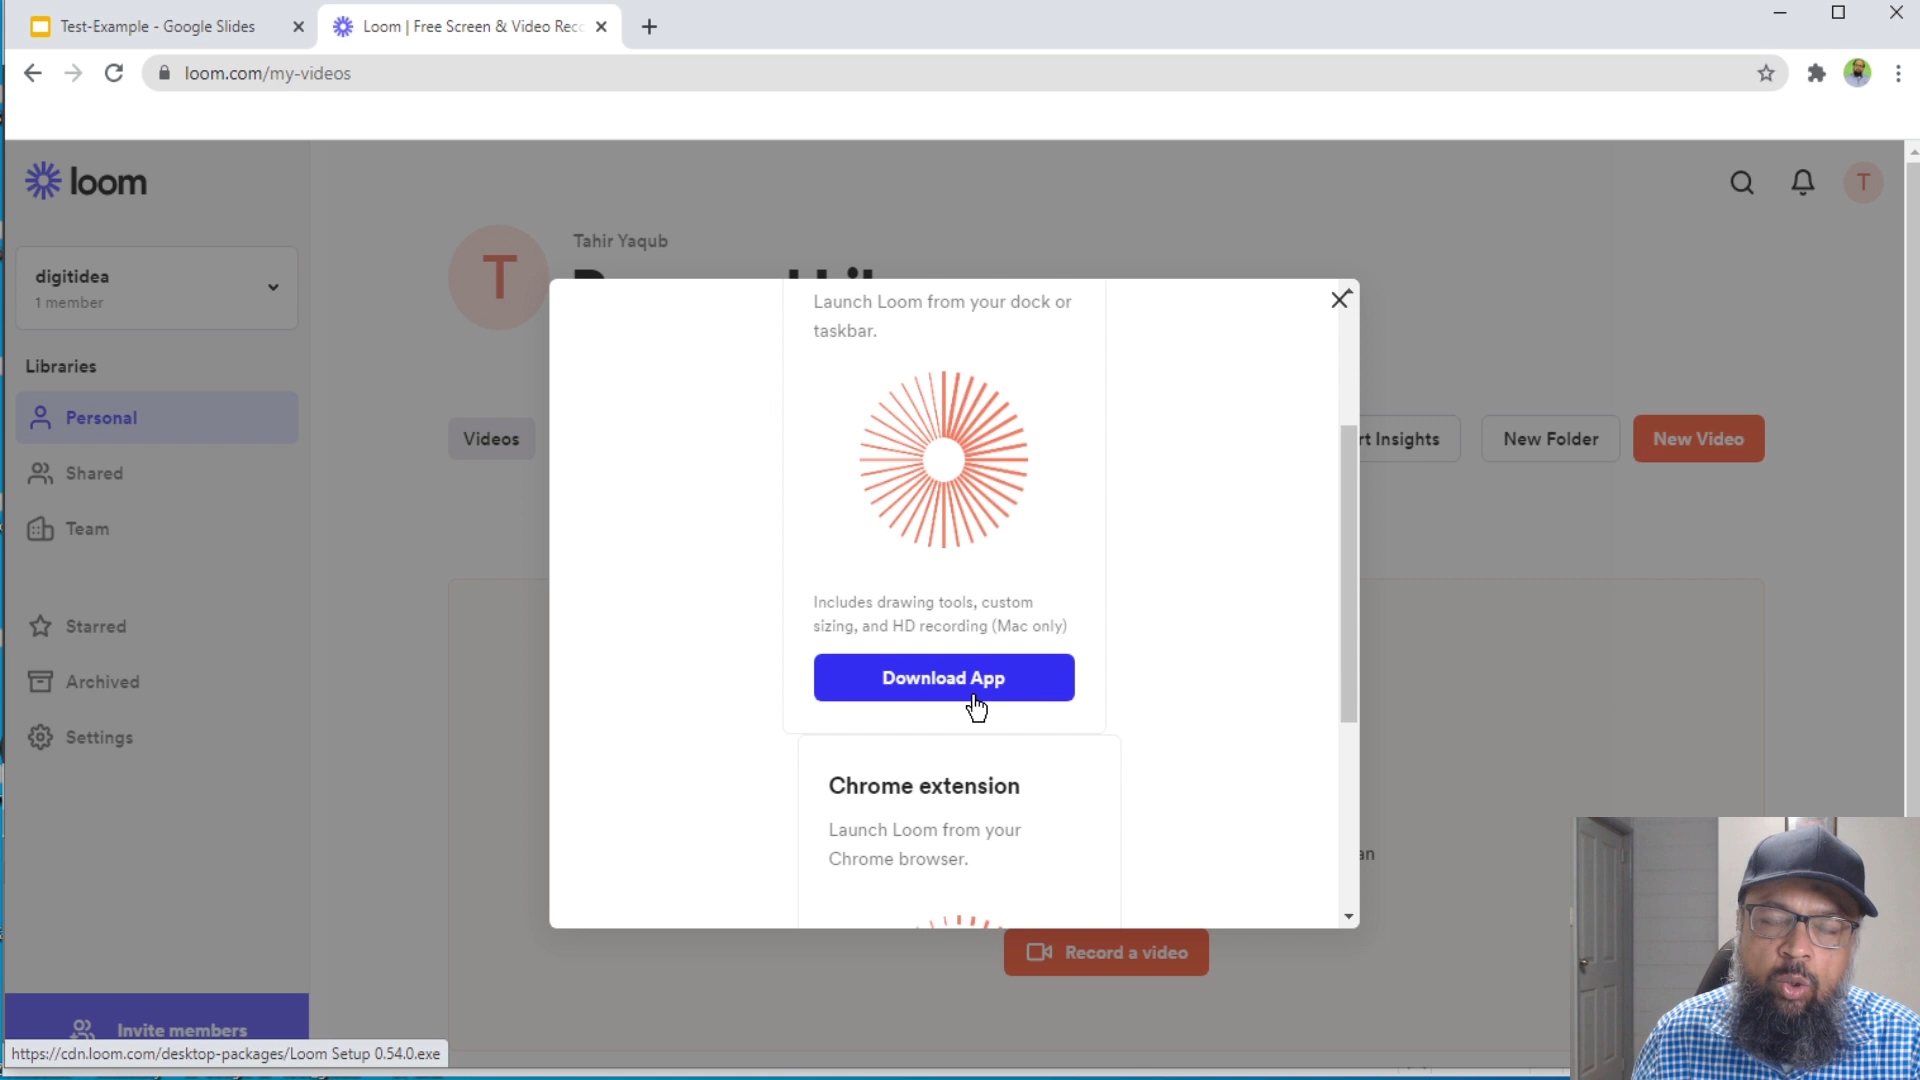 Test-Example - Google Slides
Loom | Free Screen & Video Rec
loom.com/my-videos
loom
T
digitidea
1 member
Libraries
Personal
Shared
Team
Starred
Archived
Settings
Invite members
T
Tahir Yaqub
Videos
rt Insights
New Folder
New Video
Launch Loom from your dock or
taskbar.
Includes drawing tools, custom
sizing, and HD recording (Mac only)
Download App
Chrome extension
Launch Loom from your
Chrome browser.
an
Record a video
https://cdn.loom.com/desktop-packages/Loom Setup 0.54.0.exe